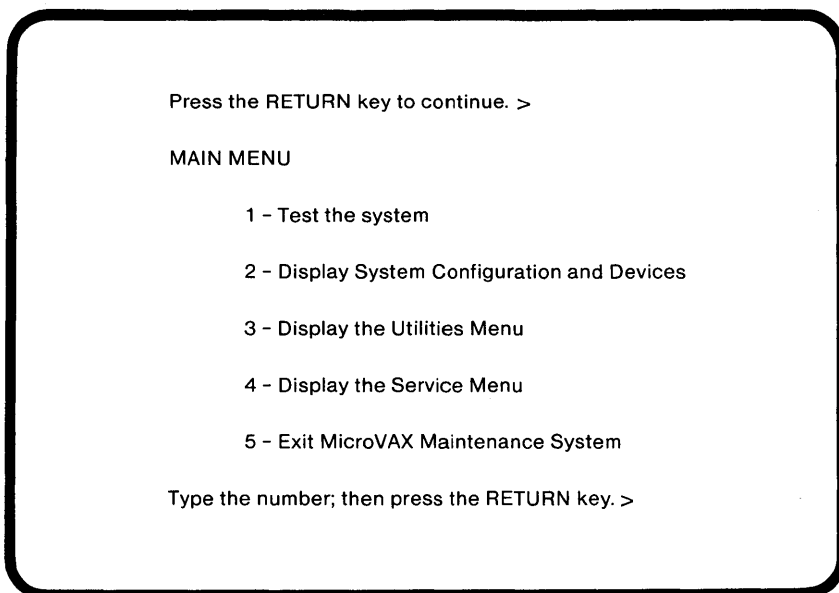 Press the RETURN key to continue. >
MAIN MENU
1 – Test the system
2 – Display System Configuration and Devices
3 – Display the Utilities Menu
4 – Display the Service Menu
5 – Exit MicroVAX Maintenance System
Type the number; then press the RETURN key. >